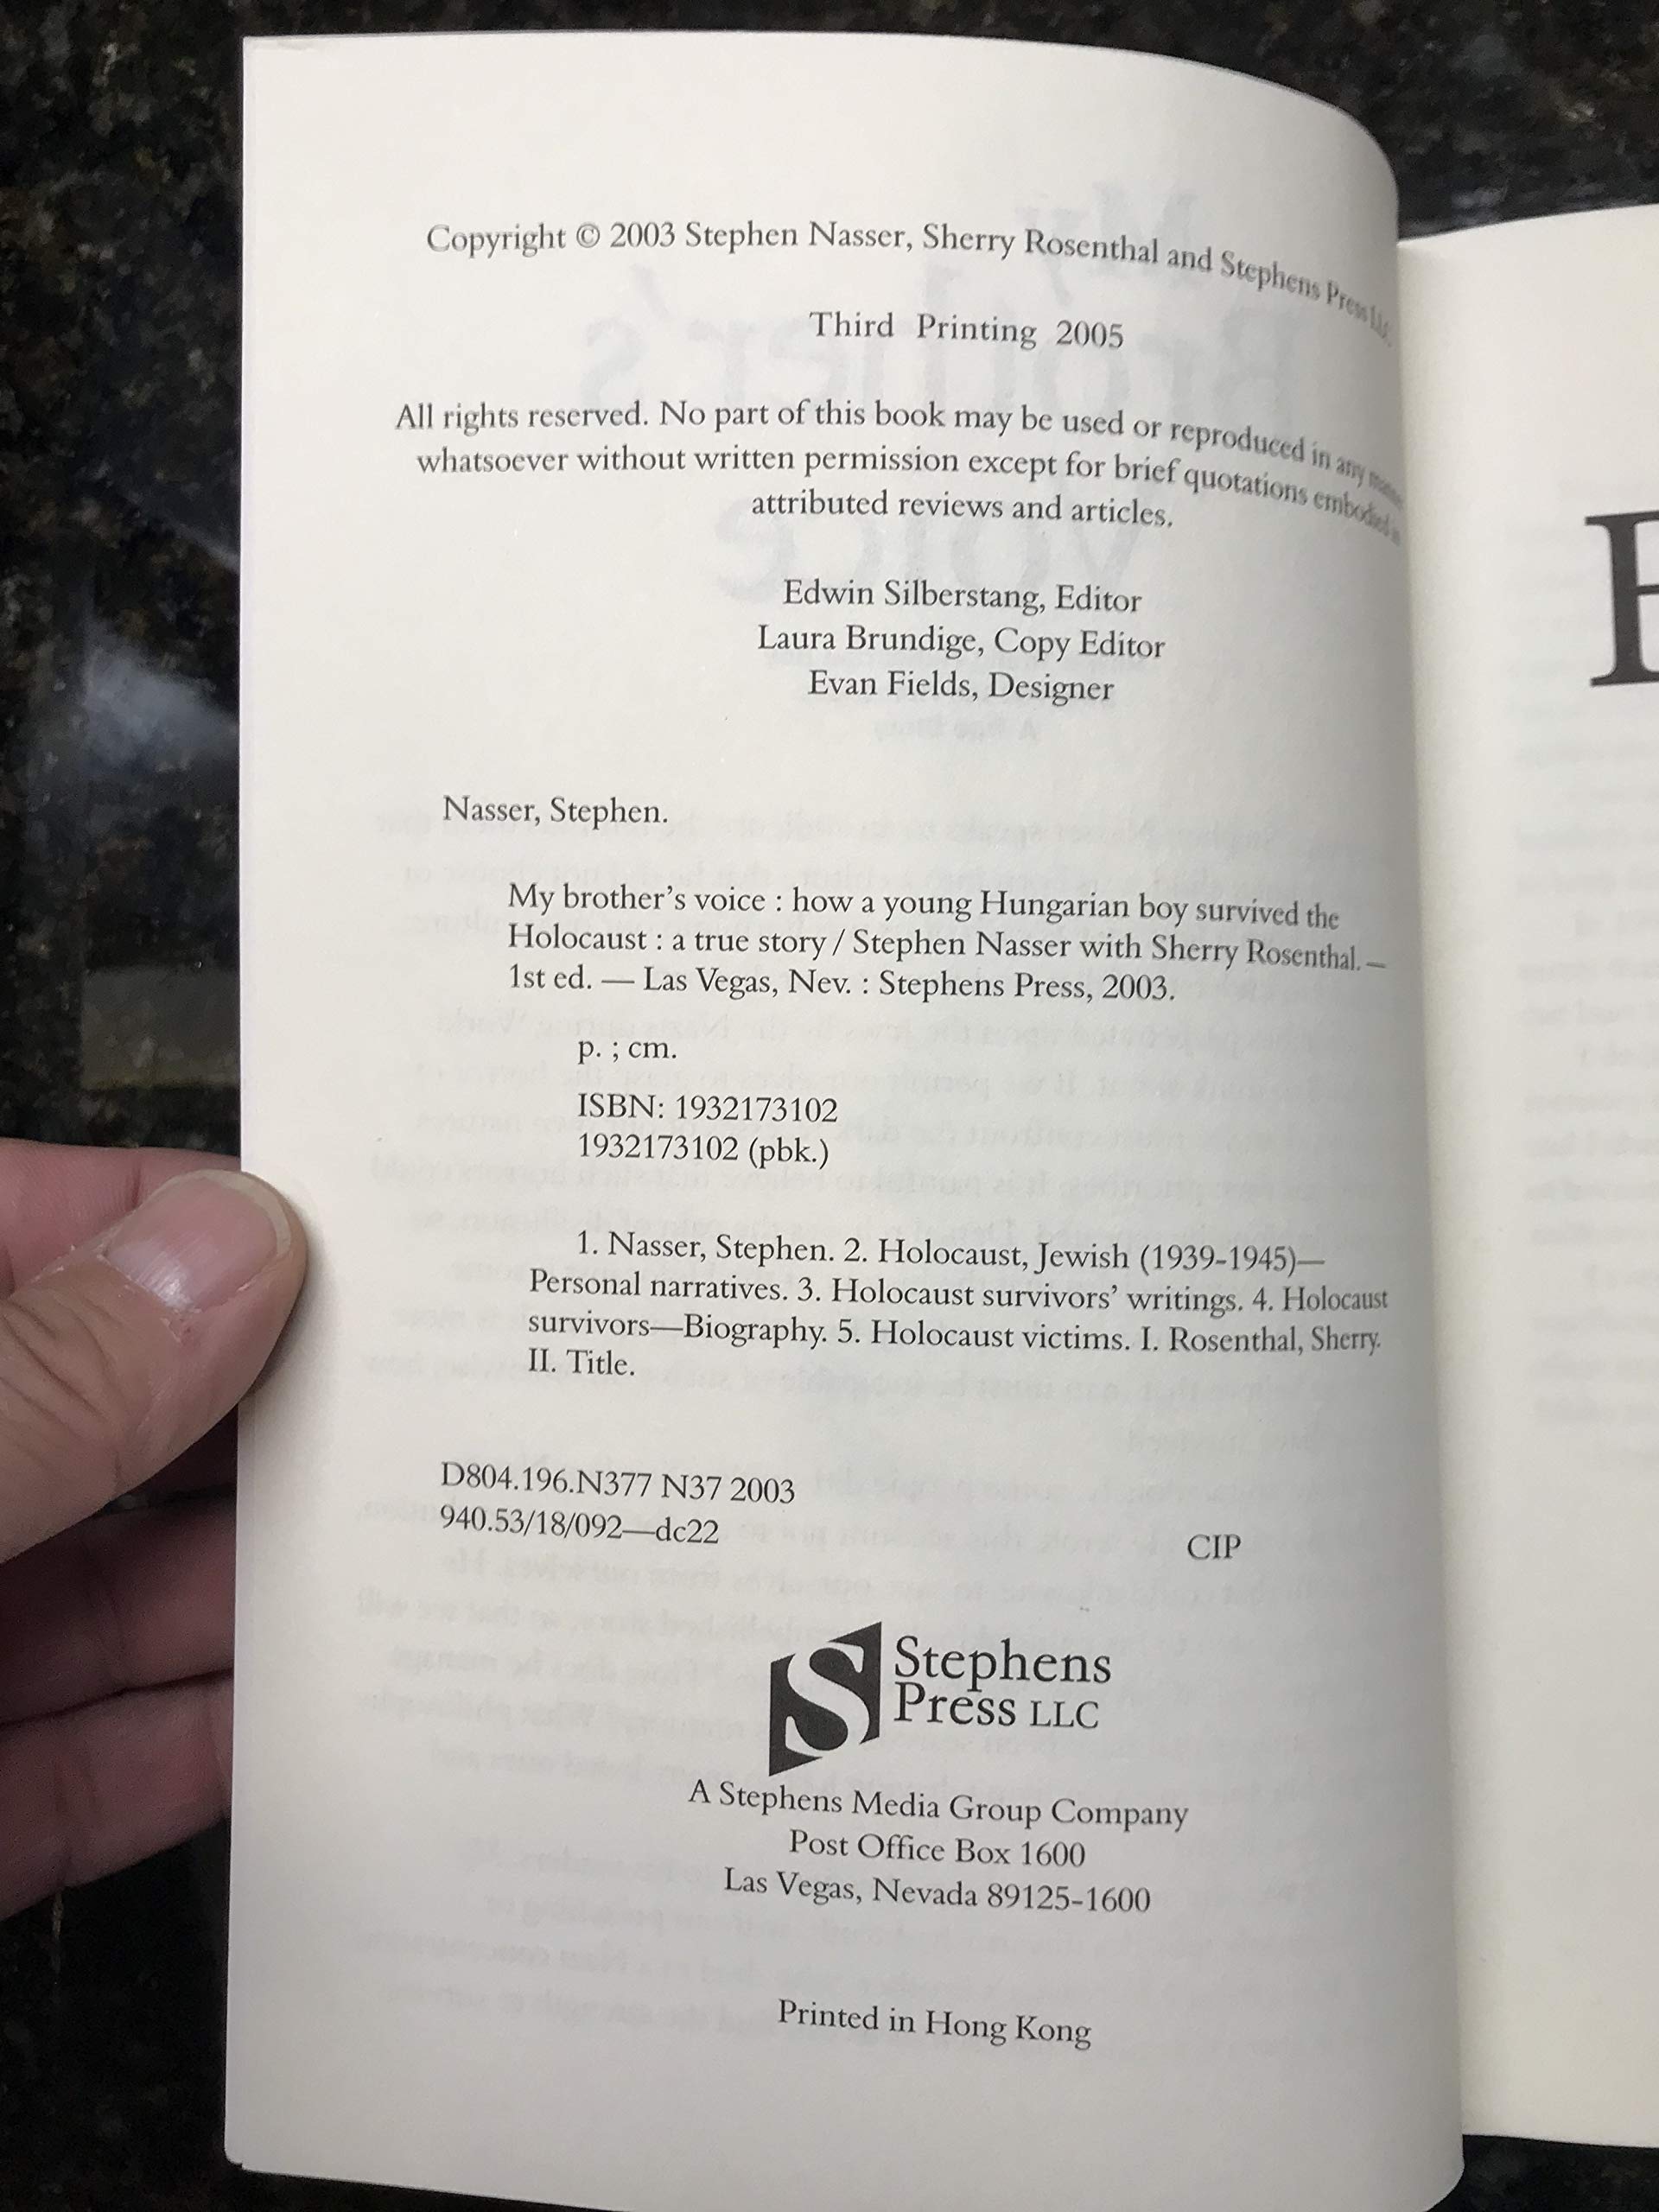 Copyright © 2003 Stephen Nasser, Sherry Rosenthal and Stephens Press LLC.
Third Printing 2005
All rights reserved. No part of this book may be used or reproduced in any manner
whatsoever without written permission except for brief quotations embodied in
attributed reviews and articles.
Edwin Silberstang, Editor
Laura Brundige, Copy Editor
Evan Fields, Designer
Nasser, Stephen.
My brother's voice : how a young Hungarian boy survived the
Holocaust : a true story / Stephen Nasser with Sherry Rosenthal. —
1st ed. — Las Vegas, Nev. : Stephens Press, 2003.
p. ; cm.
ISBN: 1932173102
1932173102 (pbk.)
1. Nasser, Stephen. 2. Holocaust, Jewish (1939-1945)—
Personal narratives. 3. Holocaust survivors' writings. 4. Holocaust
survivors—Biography. 5. Holocaust victims. I. Rosenthal, Sherry.
II. Title.
D804.196.N377 N37 2003
940.53/18/092—dc22
CIP
S Stephens
Press LLC
A Stephens Media Group Company
Post Office Box 1600
Las Vegas, Nevada 89125-1600
Printed in Hong Kong